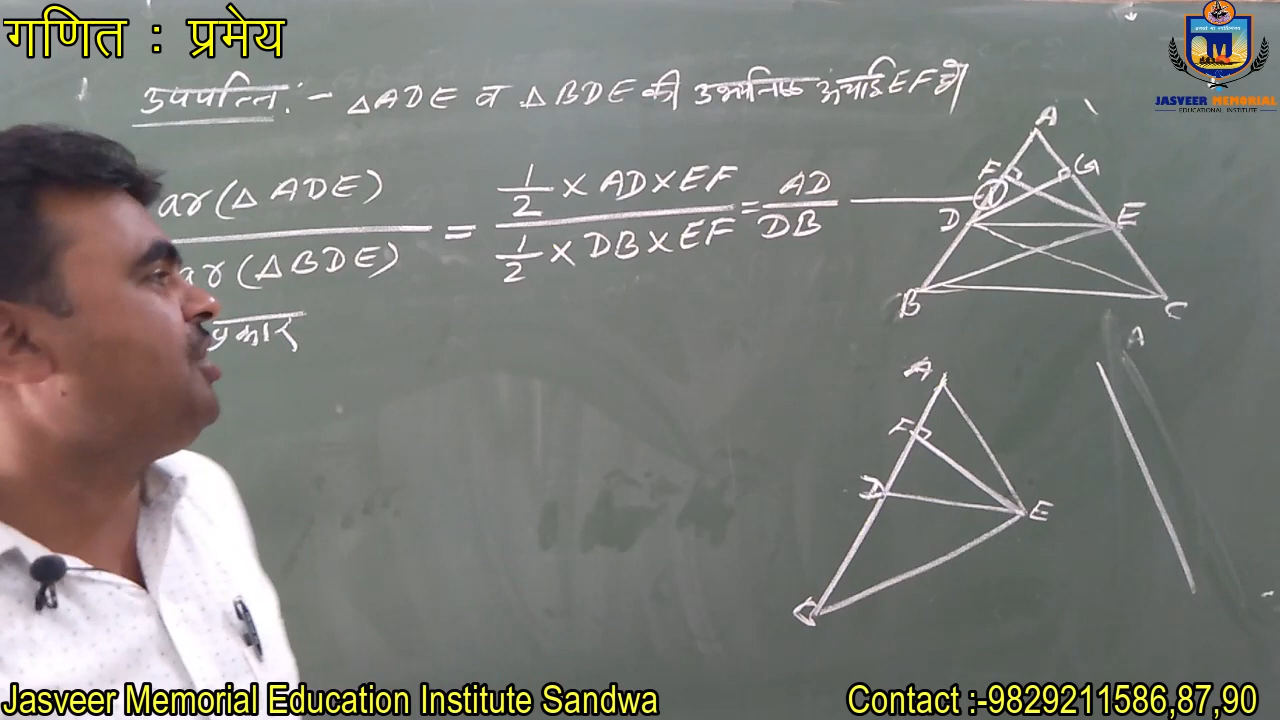 गणित : प्रमेय
JASVEER MEMORIAL
EDUCATIONAL INSTITUTE
उपपत्ति :- △ADE व △BDE की उभयनिष्ठ ऊंचाई EF है।
ar(△ADE) / ar(△BDE) = 1/2 × AD × EF / 1/2 × DB × EF = AD / DB
प्रकार
A
F G
D E
B C
A
F
D
E
B
A
Jasveer Memorial Education Institute Sandwa
Contact :-9829211586,87,90